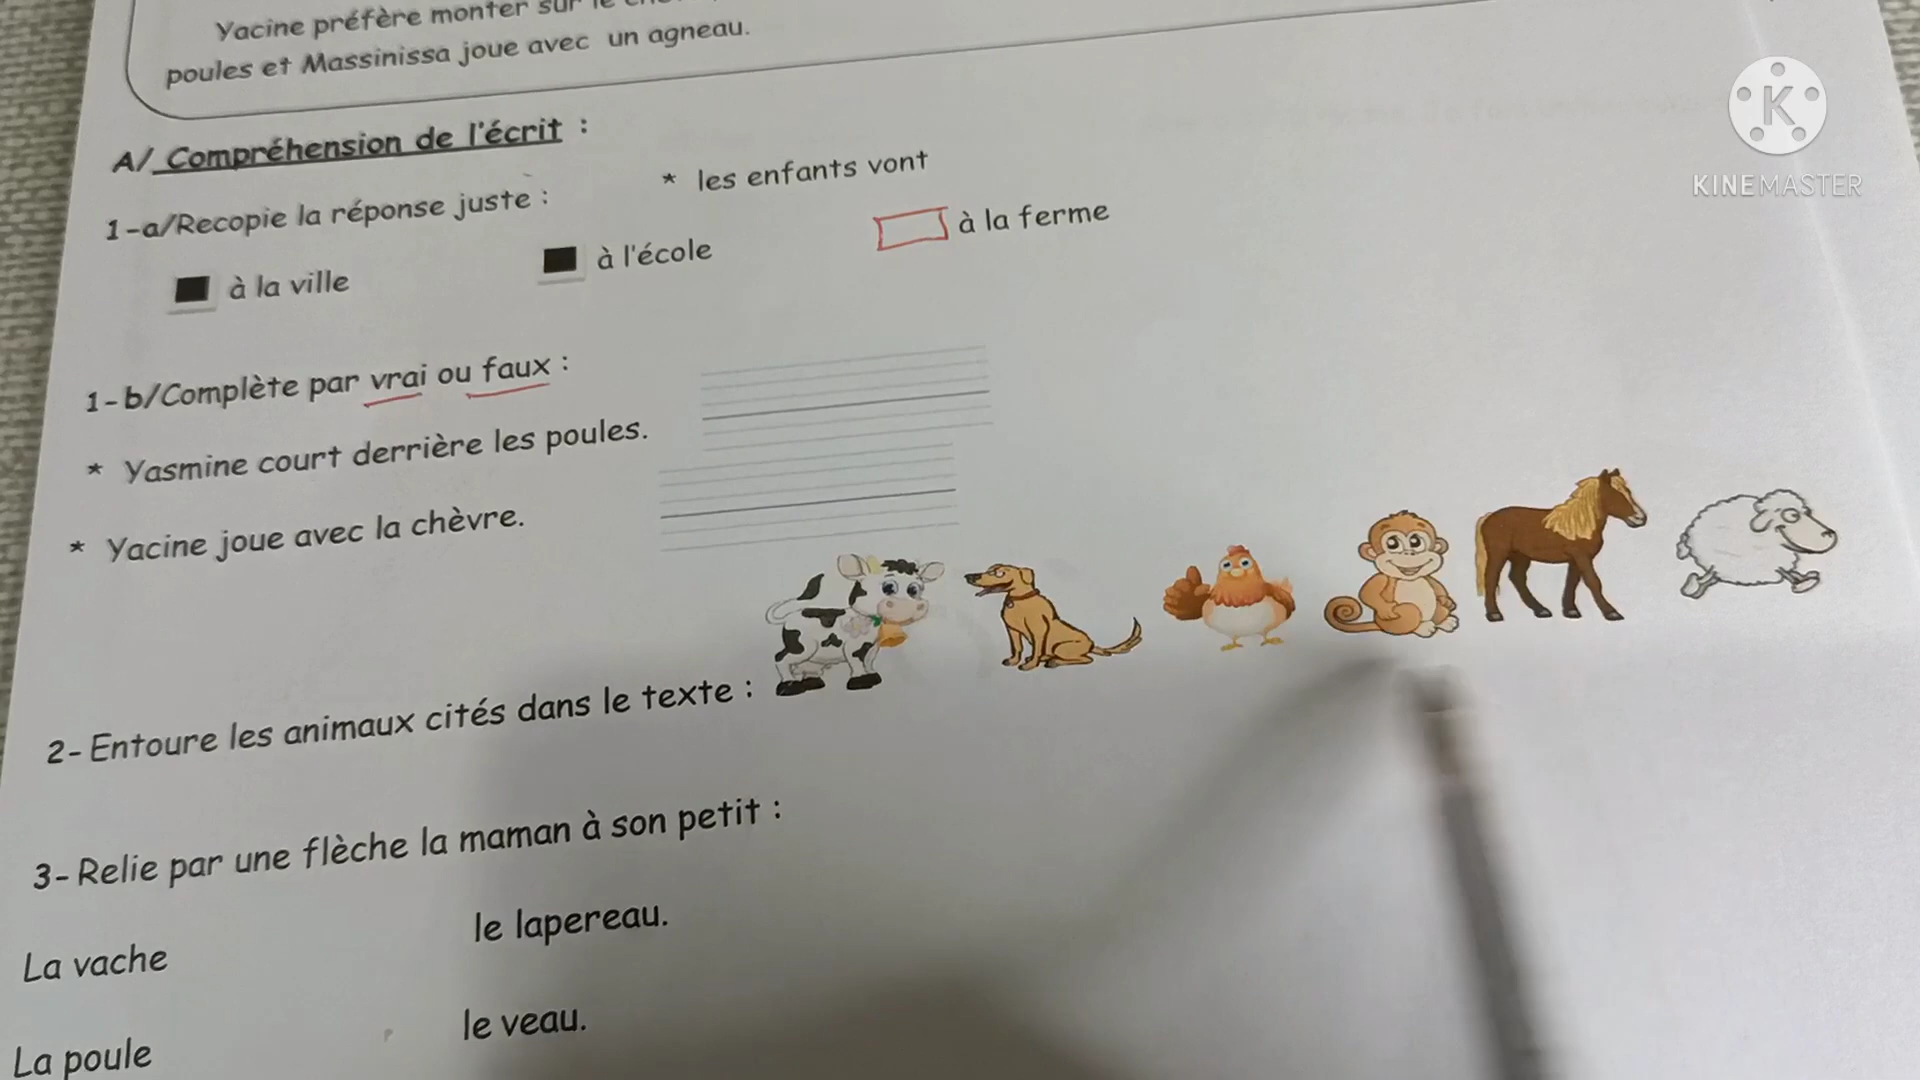 Yacine préfère monter sur le
poules et Massinissa joue avec un agneau.
A/ Compréhension de l'écrit :
1-a/Recopie la réponse juste : * les enfants vont
à la ville à l'école à la ferme
1-b/Complète par vrai ou faux :
* Yasmine court derrière les poules.
* Yacine joue avec la chèvre.
2- Entoure les animaux cités dans le texte :
3- Relie par une flèche la maman à son petit :
La vache le lapereau.
La poule le veau.
K
KINEMASTER